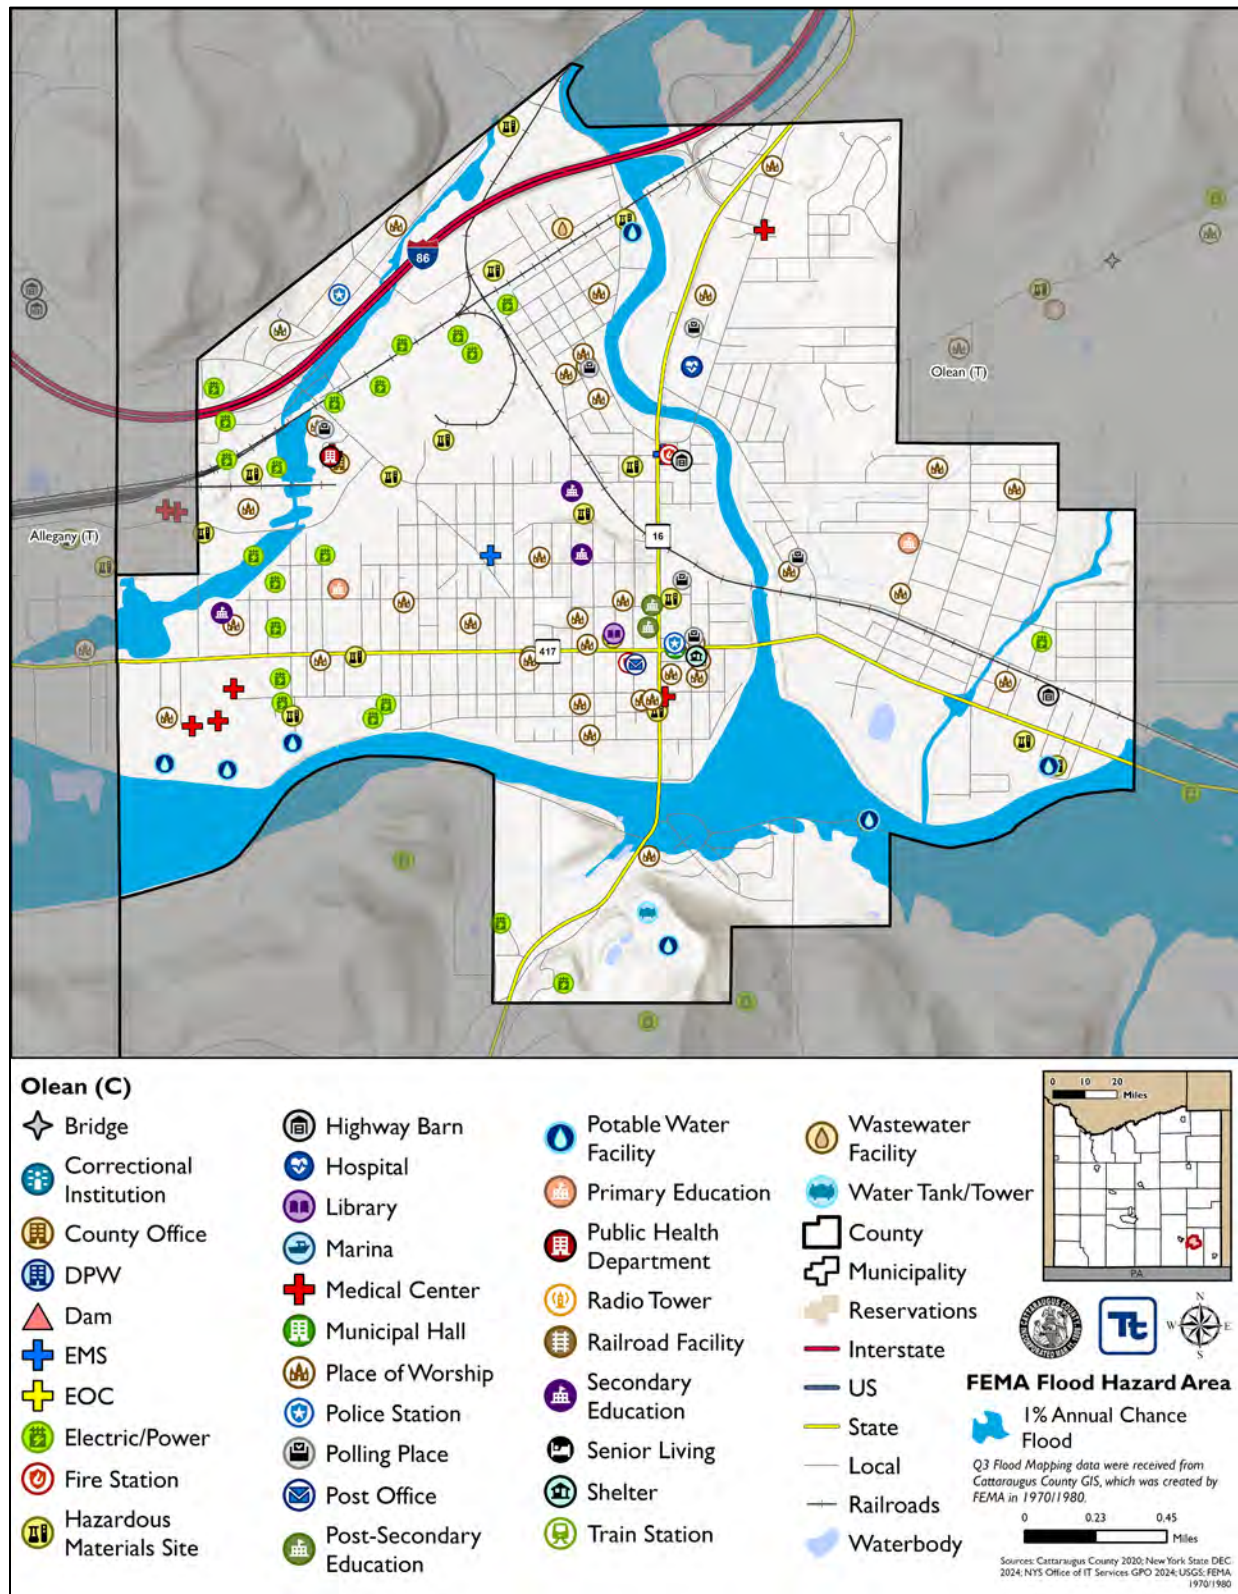 86
Olean (T)
Allegany (T)
16
417
Olean (C)
Bridge
Correctional
Institution
County Office
DPW
Dam
EMS
EOC
Electric/Power
Fire Station
Hazardous
Materials Site
Highway Barn
Hospital
Library
Marina
Medical Center
Municipal Hall
Place of Worship
Police Station
Polling Place
Post Office
Post-Secondary
Education
Potable Water
Facility
Primary Education
Public Health
Department
Radio Tower
Railroad Facility
Secondary
Education
Senior Living
Shelter
Train Station
Wastewater
Facility
Water Tank/Tower
County
Municipality
Reservations
Interstate
US
State
Local
Railroads
Waterbody
0 10 20
Miles
PA
Tt
N
W E
S
FEMA Flood Hazard Area
1% Annual Chance
Flood
Q3 Flood Mapping data were received from
Cattaraugus County GIS, which was created by
FEMA in 1970/1980.
0 0.23 0.45
Miles
Sources: Cattaraugus County 2020; New York State DEC
2024; NYS Office of IT Services GPO 2024; USGS; FEMA
1970/1980